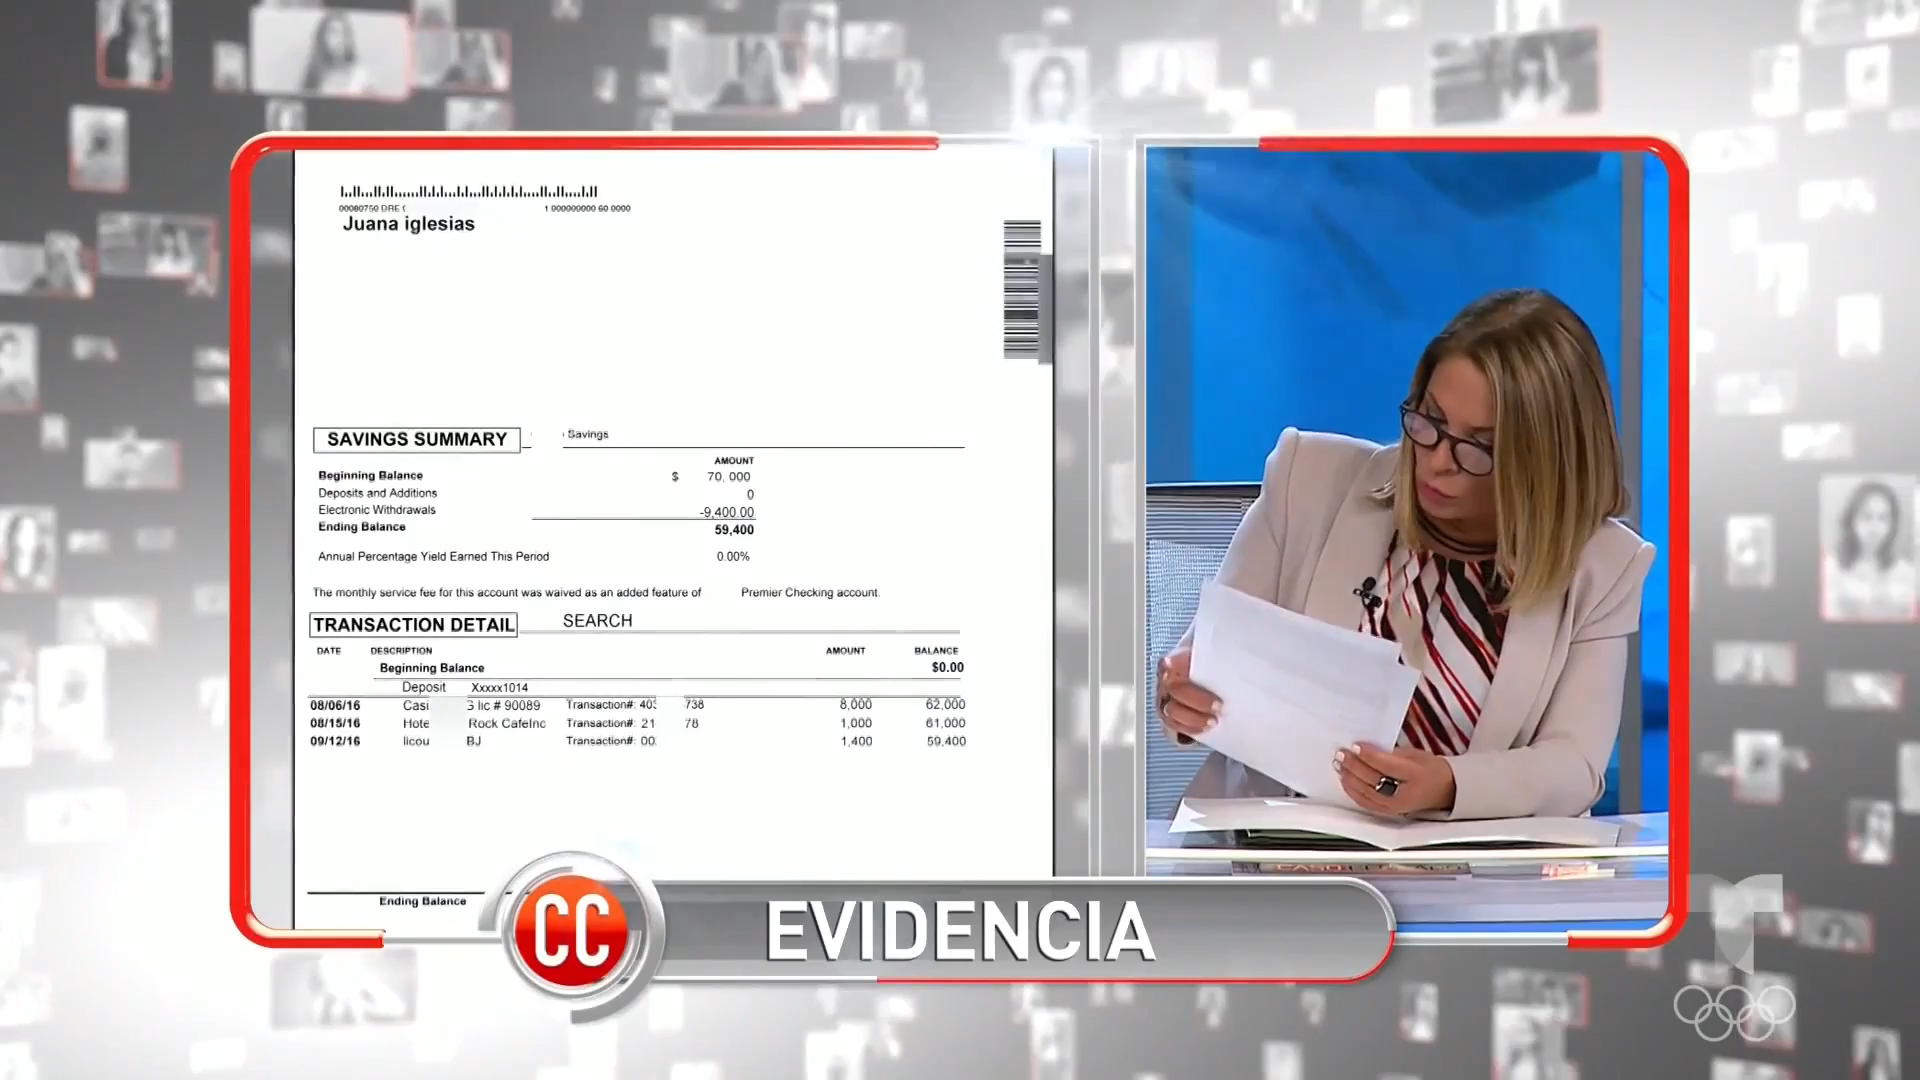 00080750 DRE
1 000000000 60 0000
Juana iglesias
SAVINGS SUMMARY
Savings
AMOUNT
Beginning Balance $ 70, 000
Deposits and Additions 0
Electronic Withdrawals -9,400.00
Ending Balance 59,400
Annual Percentage Yield Earned This Period 0.00%
The monthly service fee for this account was waived as an added feature of Premier Checking account.
TRANSACTION DETAIL SEARCH
DATE DESCRIPTION AMOUNT BALANCE
Beginning Balance $0.00
Deposit Xxxxx1014
08/06/16 Casi lic # 90089 Transaction#: 738 8,000 62,000
08/15/16 Hote Rock CafeInc Transaction#: 21 78 1,000 61,000
09/12/16 licou BJ Transaction#: 00 1,400 59,400
Ending Balance
CC EVIDENCIA